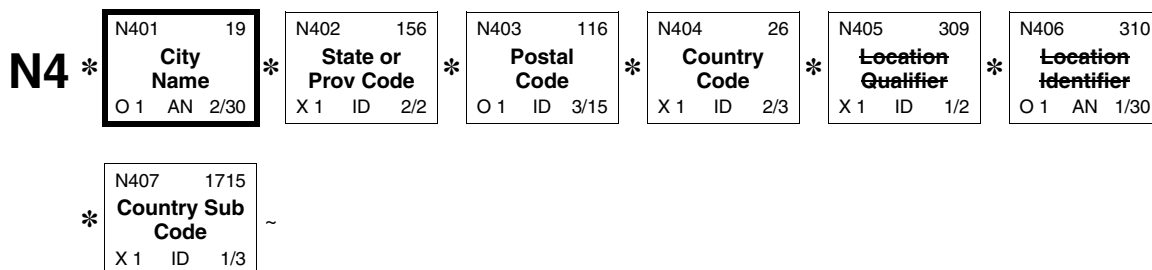 N4 * N401 19 * N402 156 * N403 116 * N404 26 * N405 309 * N406 310
City State or Postal Country Location Location
Name Prov Code Code Code Qualifier Identifier
O 1 AN 2/30 X 1 ID 2/2 O 1 ID 3/15 X 1 ID 2/3 X 1 ID 1/2 O 1 AN 1/30
* N407 1715 ~
Country Sub
Code
X 1 ID 1/3